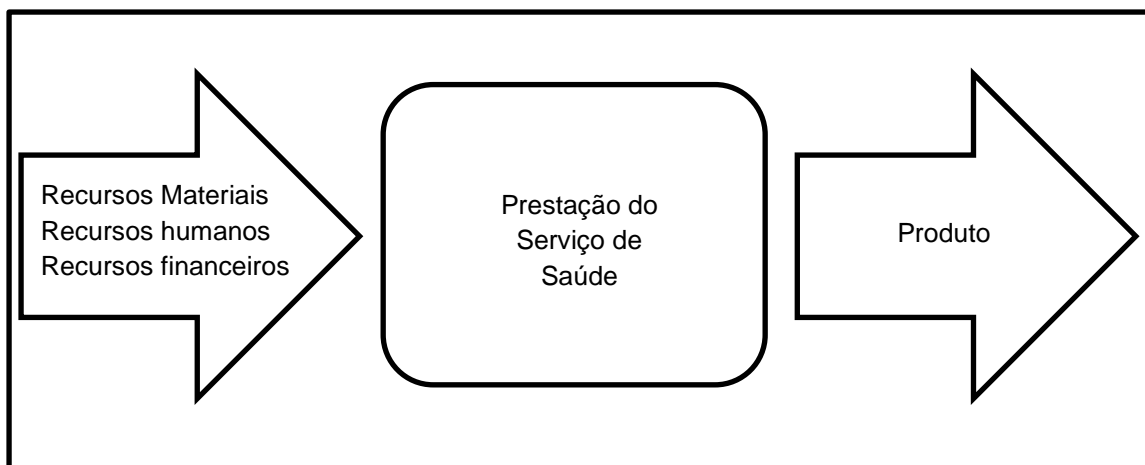 Recursos Materiais
Recursos humanos
Recursos financeiros
Prestação do
Serviço de
Saúde
Produto